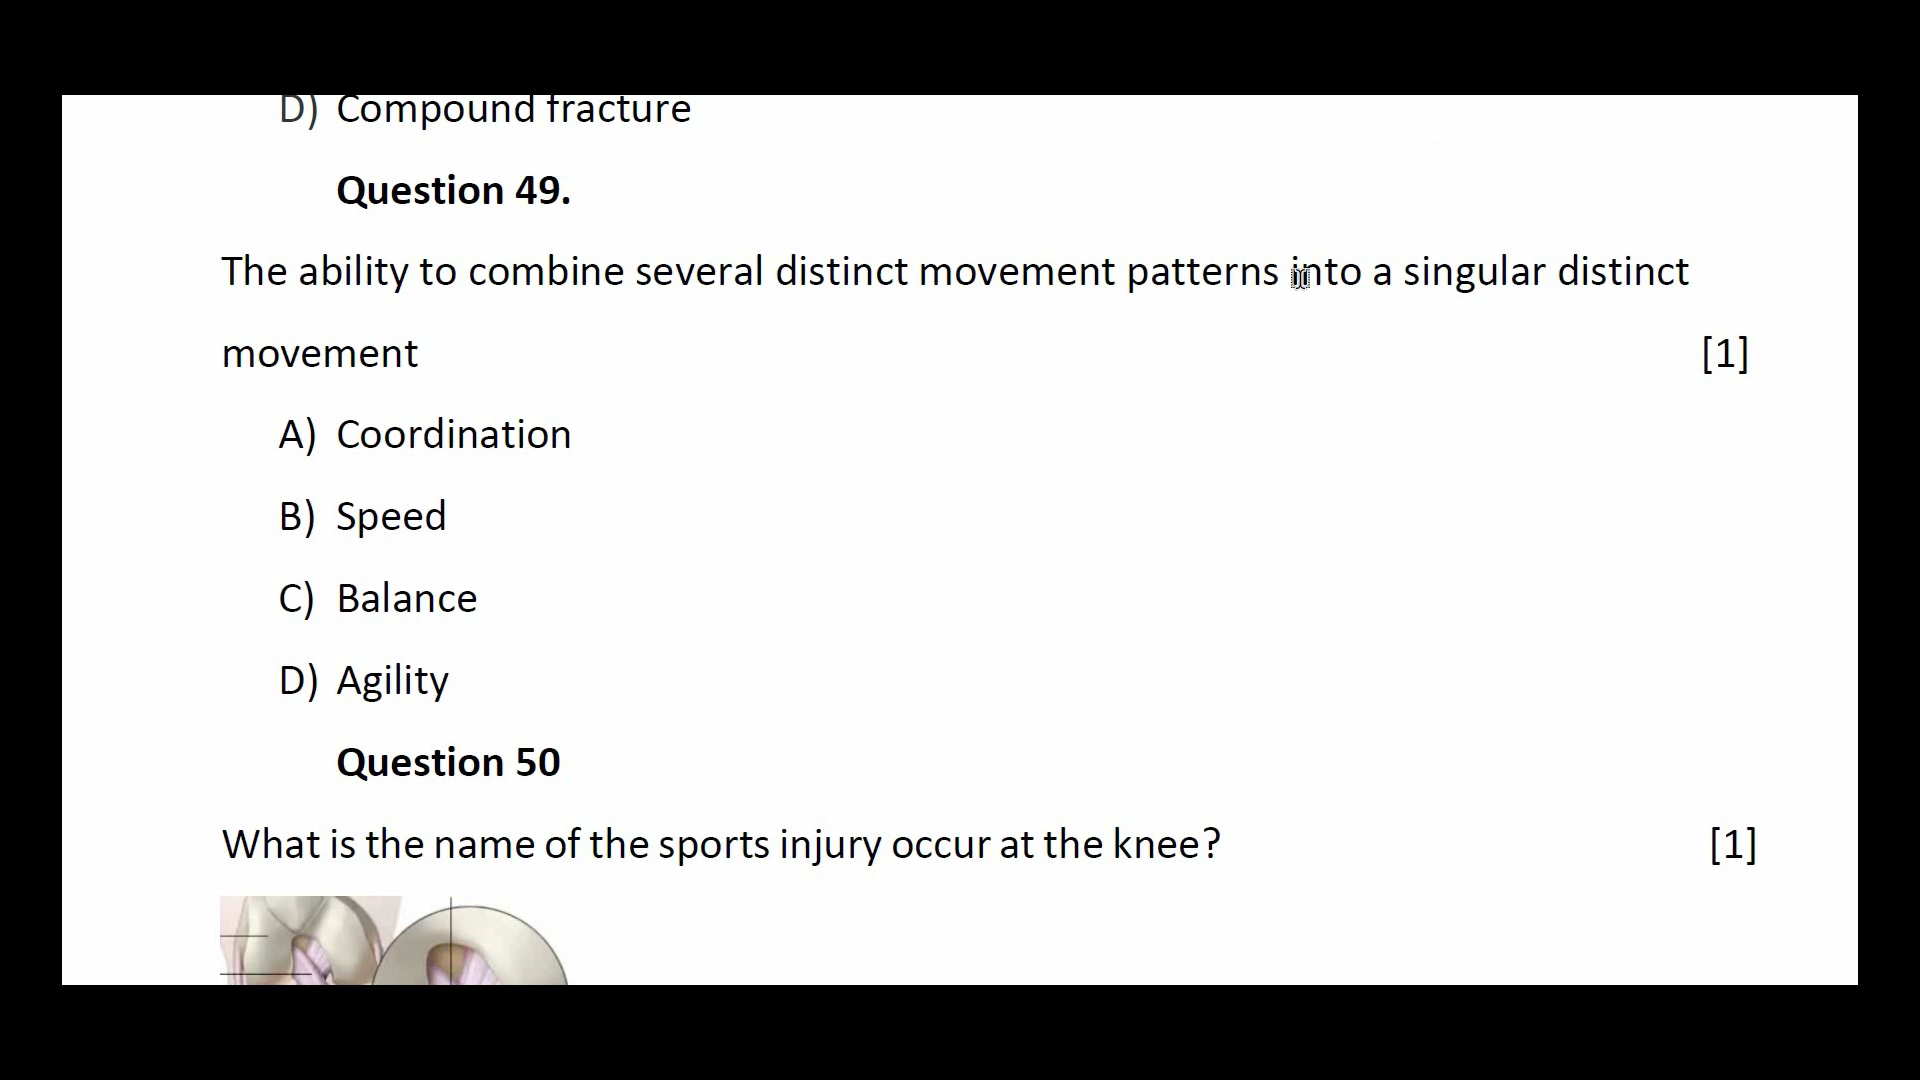 D) Compound fracture
Question 49.
The ability to combine several distinct movement patterns into a singular distinct
movement [1]
A) Coordination
B) Speed
C) Balance
D) Agility
Question 50
What is the name of the sports injury occur at the knee? [1]